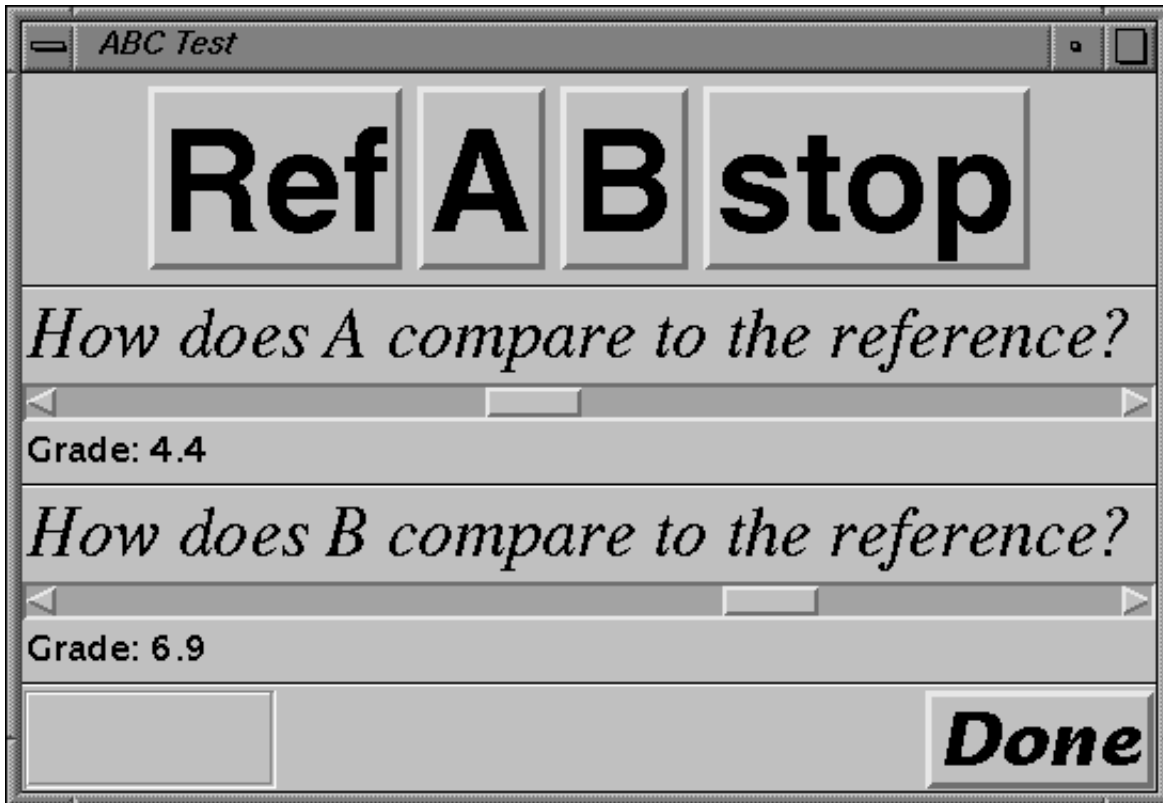 ABC Test
Ref A B stop
How does A compare to the reference?
Grade: 4.4
How does B compare to the reference?
Grade: 6.9
Done